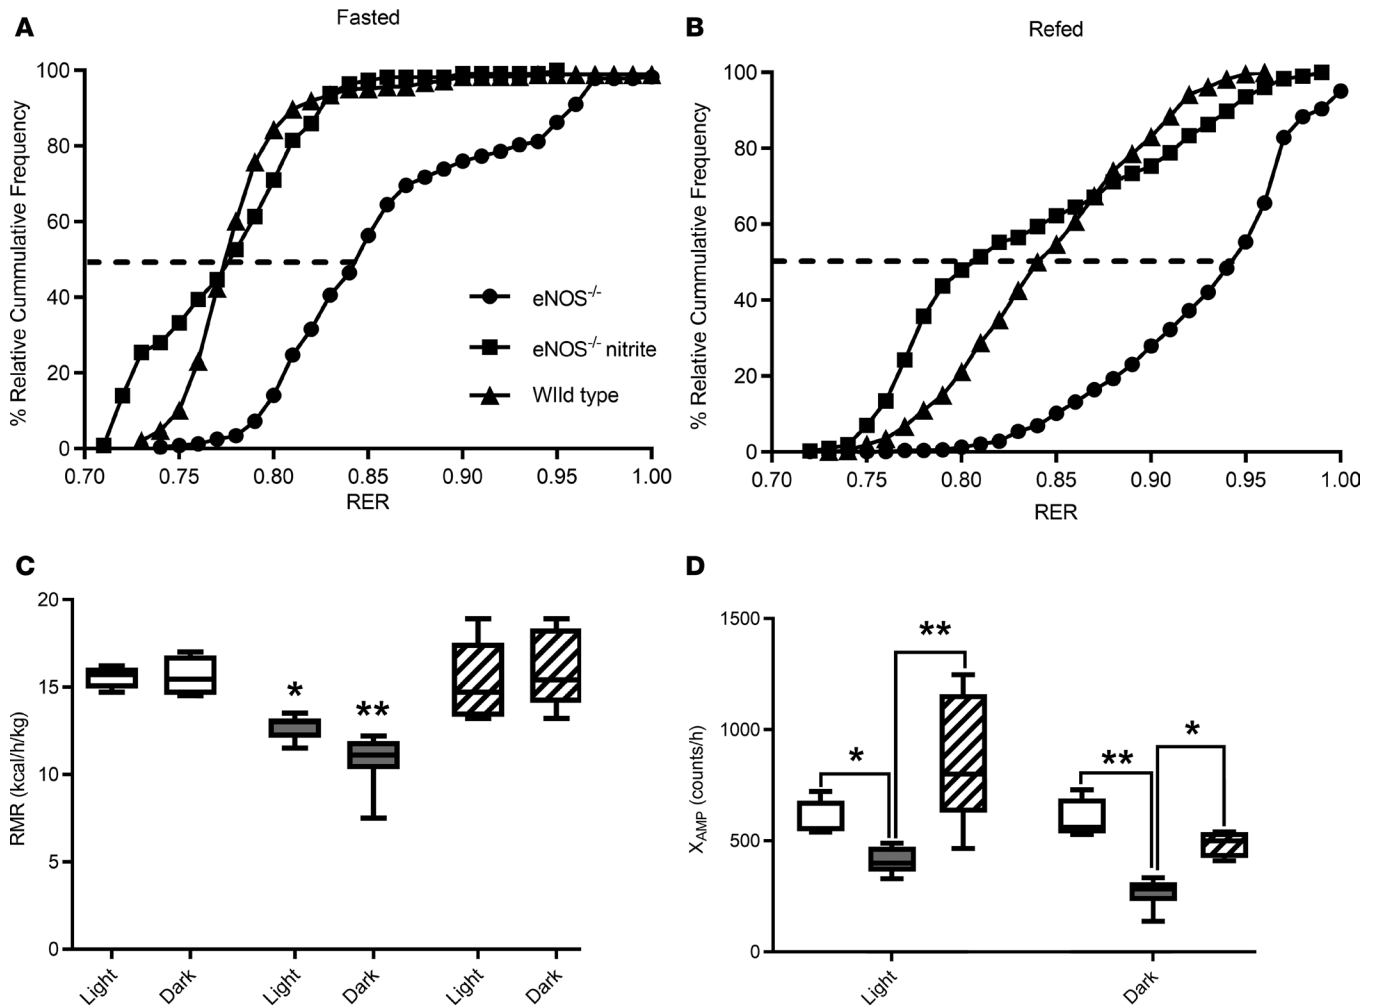 A
Fasted
% Relative Cummulative Frequency
100
80
60
40
20
0
0.70
0.75
0.80
0.85
0.90
0.95
1.00
RER
eNOS-/-
eNOS-/- nitrite
WIld type
B
Refed
% Relative Cummulative Frequency
100
80
60
40
20
0
0.70
0.75
0.80
0.85
0.90
0.95
1.00
RER
C
RMR (kcal/h/kg)
20
15
10
5
0
*
**
Light
Dark
Light
Dark
Light
Dark
D
XAMP (counts/h)
1500
1000
500
0
*
**
**
*
Light
Dark